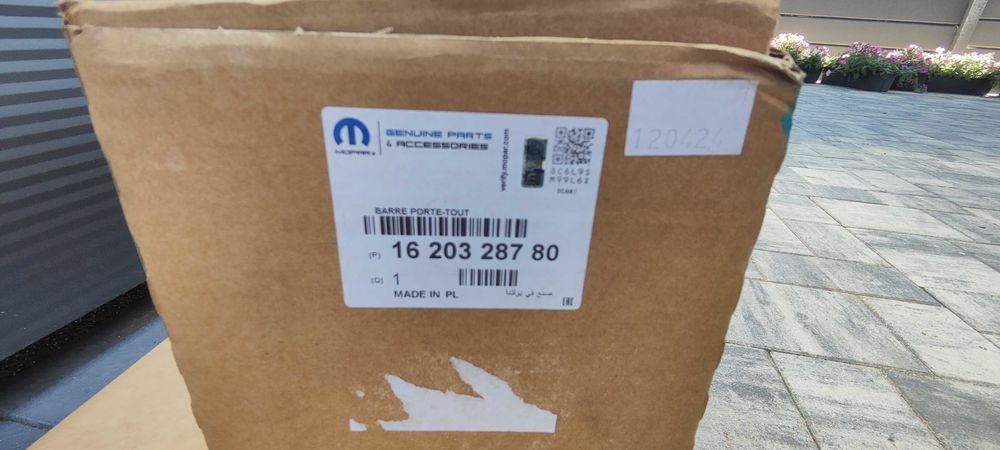 MOPAR
GENUINE PARTS
& ACCESSORIES
verify.mopar.com
120424
BARRE PORTE-TOUT
(P) 16 203 287 80
(Q) 1
MADE IN PL
صنع في بولندا
EAC